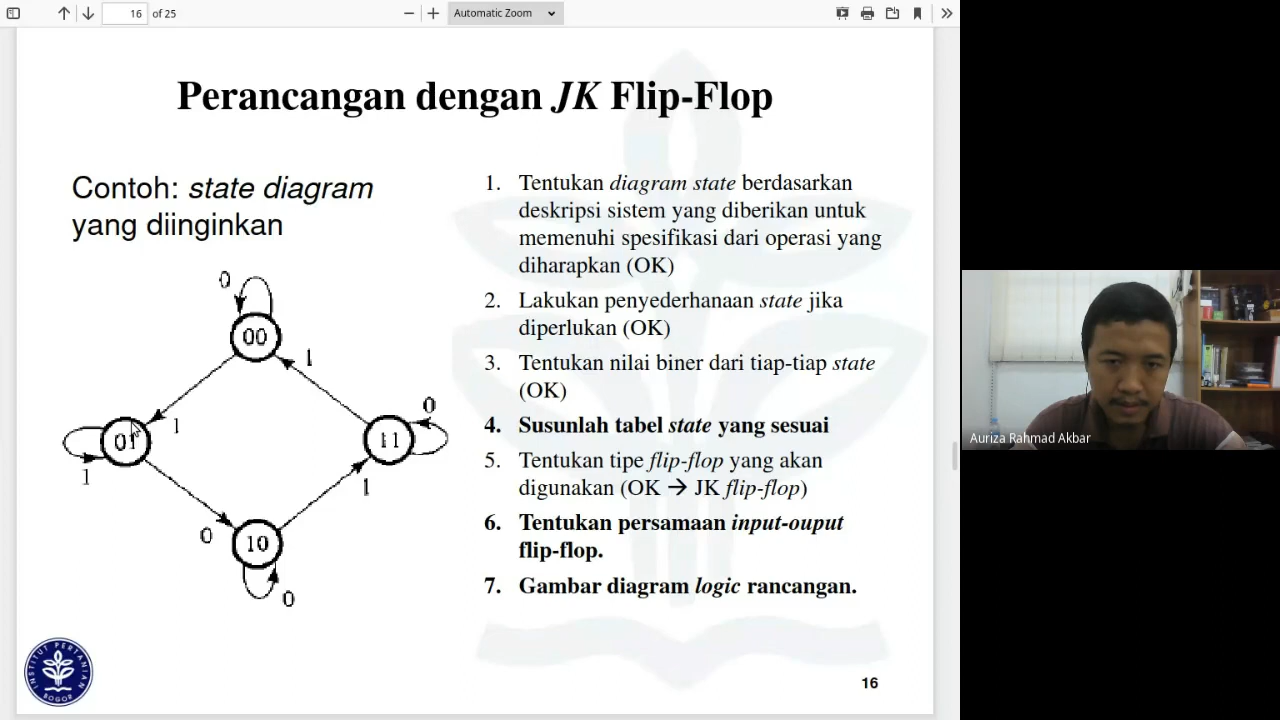 16 of 25
Automatic Zoom
Perancangan dengan JK Flip-Flop
Contoh: state diagram
yang diinginkan
0
00
1
1
0
01
11
1
1
0
10
0
1. Tentukan diagram state berdasarkan
deskripsi sistem yang diberikan untuk
memenuhi spesifikasi dari operasi yang
diharapkan (OK)
2. Lakukan penyederhanaan state jika
diperlukan (OK)
3. Tentukan nilai biner dari tiap-tiap state
(OK)
4. Susunlah tabel state yang sesuai
5. Tentukan tipe flip-flop yang akan
digunakan (OK → JK flip-flop)
6. Tentukan persamaan input-ouput
flip-flop.
7. Gambar diagram logic rancangan.
INSTITUT PERTANIAN
BOGOR
16
Auriza Rahmad Akbar